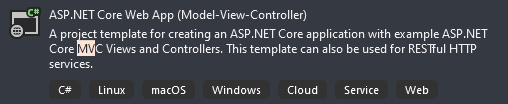 ASP.NET Core Web App (Model-View-Controller)
A project template for creating an ASP.NET Core application with example ASP.NET
Core MVC Views and Controllers. This template can also be used for RESTful HTTP
services.
C# Linux macOS Windows Cloud Service Web